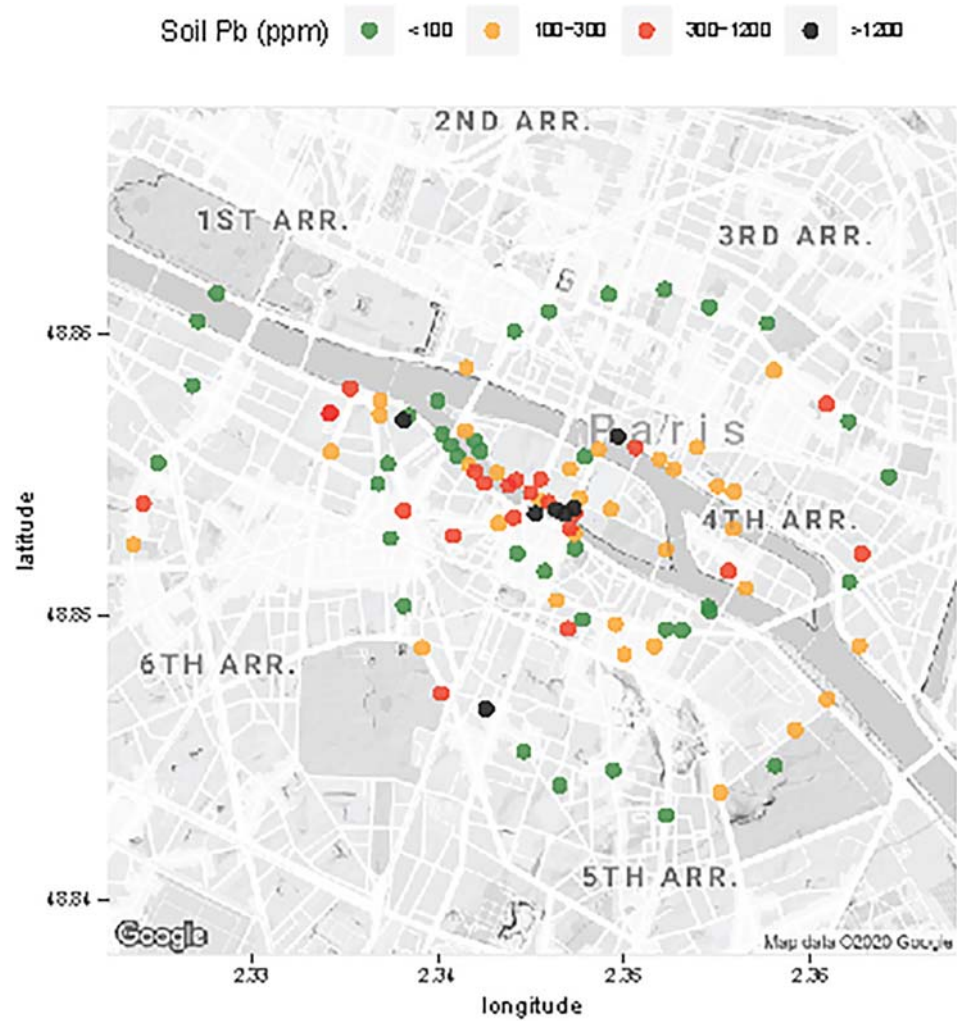 Soil Pb (ppm) <100 100-300 300-1200 >1200
2ND ARR.
1ST ARR.
3RD ARR.
48.86
Paris
4TH ARR.
latitude
48.85
6TH ARR.
5TH ARR.
48.84
Google
Map data ©2020 Google
2.33 2.34 2.35 2.36
longitude